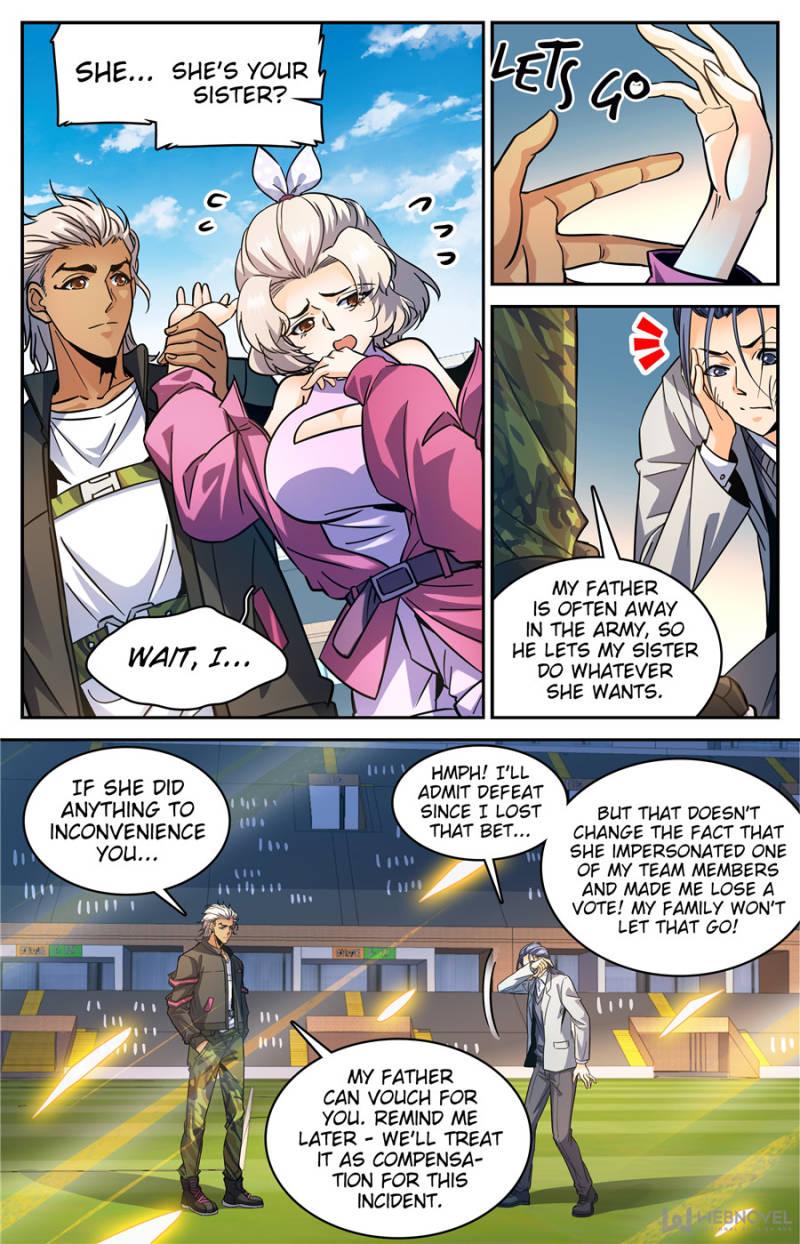 SHE... SHE'S YOUR
SISTER?
LETS GO
WAIT, I...
MY FATHER
IS OFTEN AWAY
IN THE ARMY, SO
HE LETS MY SISTER
DO WHATEVER
SHE WANTS.
IF SHE DID
ANYTHING TO
INCONVENIENCE
YOU...
HMPH! I'LL
ADMIT DEFEAT
SINCE I LOST
THAT BET...
BUT THAT DOESN'T
CHANGE THE FACT THAT
SHE IMPERSONATED ONE
OF MY TEAM MEMBERS
AND MADE ME LOSE A
VOTE! MY FAMILY WON'T
LET THAT GO!
MY FATHER
CAN VOUCH FOR
YOU. REMIND ME
LATER - WE'LL TREAT
IT AS COMPENSA-
TION FOR THIS
INCIDENT.
WEBNOVEL